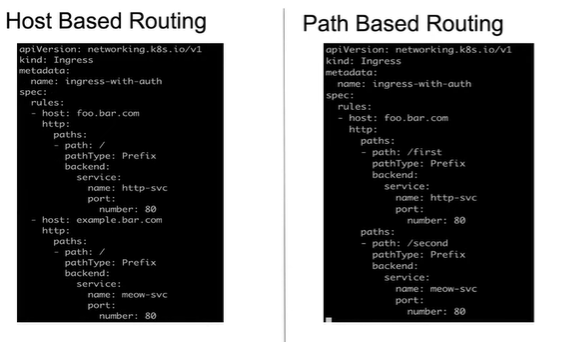 Host Based Routing
apiVersion: networking.k8s.io/v1
kind: Ingress
metadata:
  name: ingress-with-auth
spec:
  rules:
  - host: foo.bar.com
    http:
      paths:
      - path: /
        pathType: Prefix
        backend:
          service:
            name: http-svc
            port:
              number: 80
  - host: example.bar.com
    http:
      paths:
      - path: /
        pathType: Prefix
        backend:
          service:
            name: meow-svc
            port:
              number: 80
Path Based Routing
apiVersion: networking.k8s.io/v1
kind: Ingress
metadata:
  name: ingress-with-auth
spec:
  rules:
  - host: foo.bar.com
    http:
      paths:
      - path: /first
        pathType: Prefix
        backend:
          service:
            name: http-svc
            port:
              number: 80
      paths:
      - path: /second
        pathType: Prefix
        backend:
          service:
            name: meow-svc
            port:
              number: 80